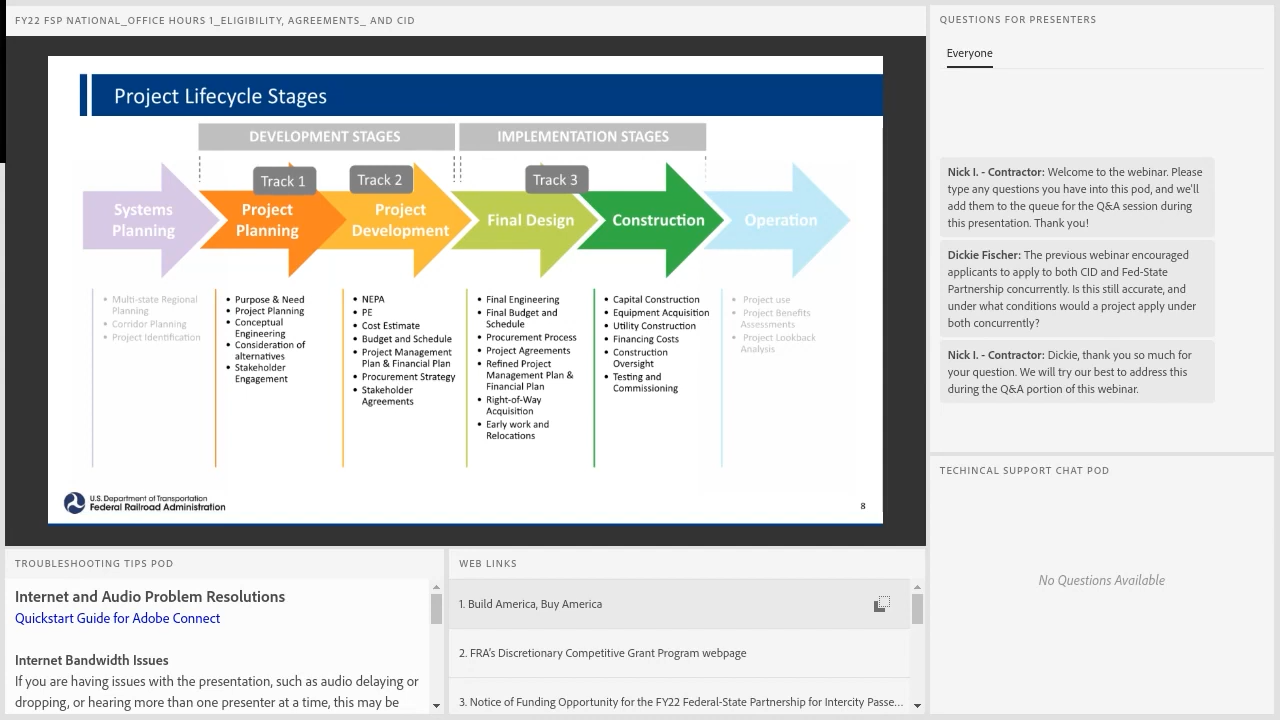 FY22 FSP NATIONAL_OFFICE HOURS 1_ELIGIBILITY, AGREEMENTS_ AND CID
Project Lifecycle Stages
DEVELOPMENT STAGES
IMPLEMENTATION STAGES
Track 1
Track 2
Track 3
Systems
Planning
Project
Planning
Project
Development
Final Design
Construction
Operation
• Multi-state Regional
Planning
• Corridor Planning
• Project Identification
• Purpose & Need
• Project Planning
• Conceptual
Engineering
• Consideration of
alternatives
• Stakeholder
Engagement
• NEPA
• PE
• Cost Estimate
• Budget and Schedule
• Project Management
Plan & Financial Plan
• Procurement Strategy
• Stakeholder
Agreements
• Final Engineering
• Final Budget and
Schedule
• Procurement Process
• Project Agreements
• Refined Project
Management Plan &
Financial Plan
• Right-of-Way
Acquisition
• Early work and
Relocations
• Capital Construction
• Equipment Acquisition
• Utility Construction
• Financing Costs
• Construction
Oversight
• Testing and
Commissioning
• Project use
• Project Benefits
Assessments
• Project Lookback
Analysis
U.S. Department of Transportation
Federal Railroad Administration
8
QUESTIONS FOR PRESENTERS
Everyone
Nick I. - Contractor: Welcome to the webinar. Please
type any questions you have into this pod, and we'll
add them to the queue for the Q&A session during
this presentation. Thank you!
Dickie Fischer: The previous webinar encouraged
applicants to apply to both CID and Fed-State
Partnership concurrently. Is this still accurate, and
under what conditions would a project apply under
both concurrently?
Nick I. - Contractor: Dickie, thank you so much for
your question. We will try our best to address this
during the Q&A portion of this webinar.
TECHINCAL SUPPORT CHAT POD
No Questions Available
TROUBLESHOOTING TIPS POD
Internet and Audio Problem Resolutions
Quickstart Guide for Adobe Connect
Internet Bandwidth Issues
If you are having issues with the presentation, such as audio delaying or
dropping, or hearing more than one presenter at a time, this may be
WEB LINKS
1. Build America, Buy America
2. FRA's Discretionary Competitive Grant Program webpage
3. Notice of Funding Opportunity for the FY22 Federal-State Partnership for Intercity Passe...